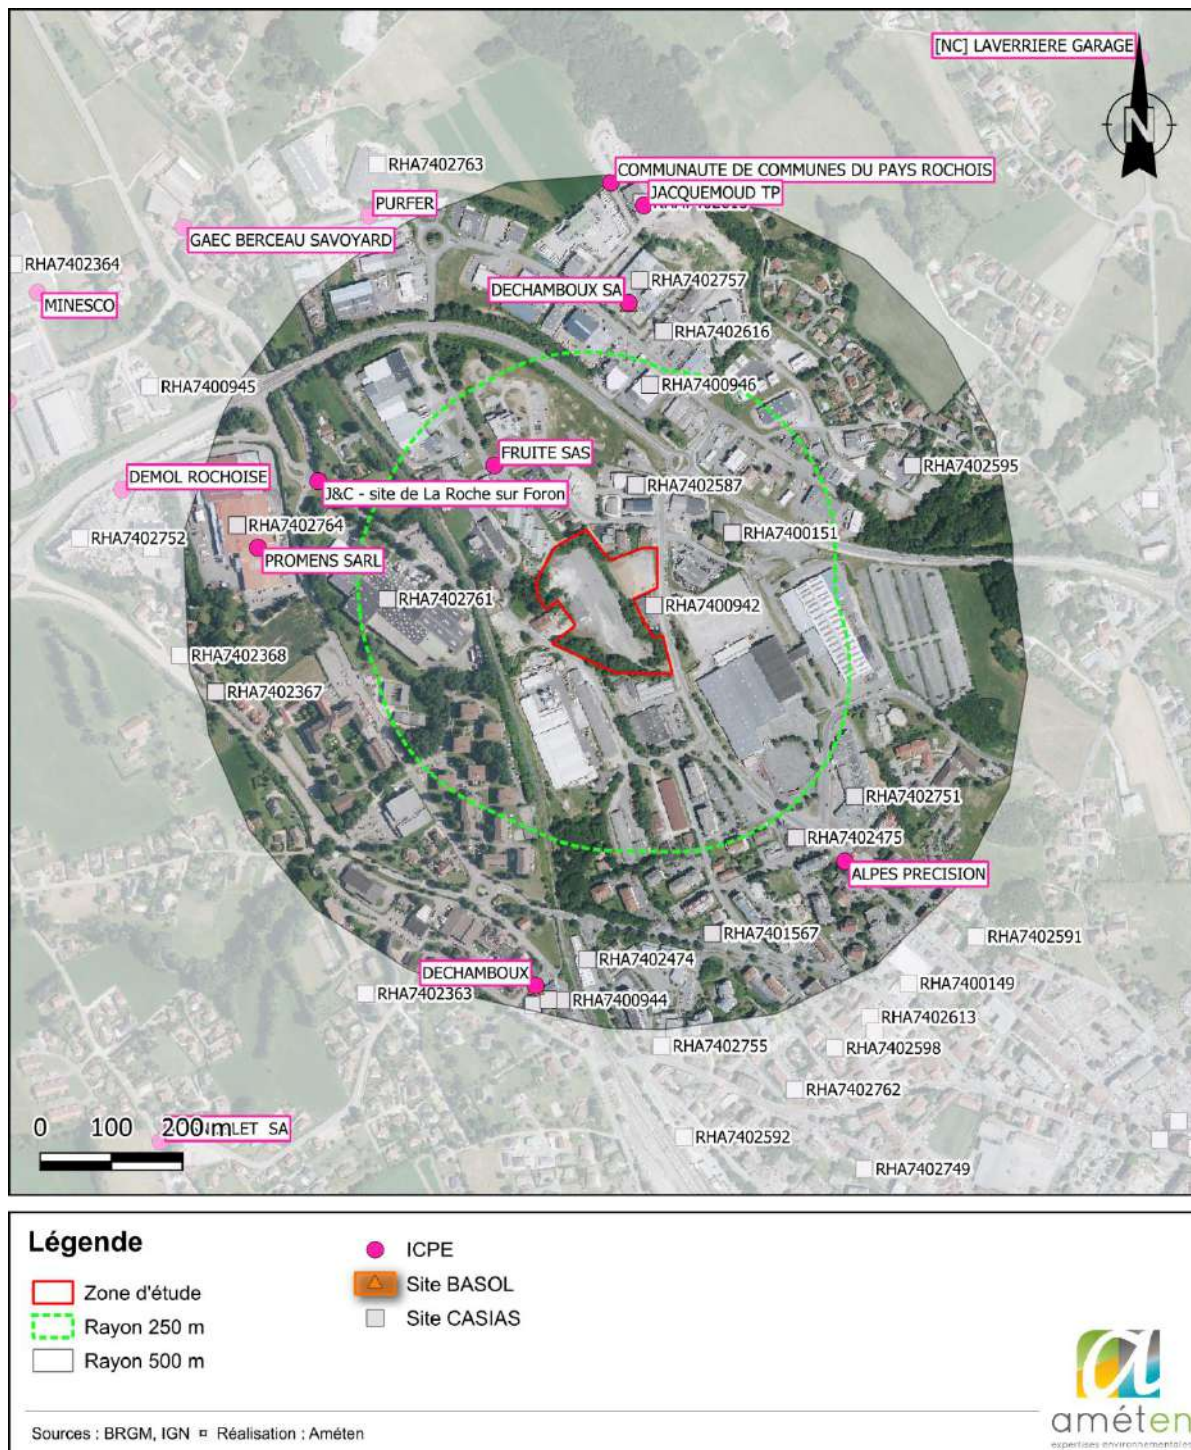 [NC] LAVERRIERE GARAGE
N
RHA7402763
COMMUNAUTE DE COMMUNES DU PAYS ROCHOIS
JACQUEMOUD TP
PURFER
GAEC BERCEAU SAVOYARD
RHA7402364
MINESCO
RHA7402757
DECHAMBOUX SA
RHA7402616
RHA7400945
RHA7400946
FRUITE SAS
RHA7402595
DEMOL ROCHOISE
J&C - site de La Roche sur Foron
RHA7402587
RHA7402764
RHA7402752
RHA7400151
PROMENS SARL
RHA7402761
RHA7400942
RHA7402368
RHA7402367
RHA7402751
RHA7402475
ALPES PRECISION
RHA7401567
RHA7402591
RHA7402474
DECHAMBOUX
RHA7402363
RHA7400944
RHA7400149
RHA7402613
RHA7402755
RHA7402598
RHA7402762
0 100 200 m
SA
RHA7402592
RHA7402749
Légende
Zone d'étude
Rayon 250 m
Rayon 500 m
ICPE
Site BASOL
Site CASIAS
Sources : BRGM, IGN ¤ Réalisation : Améten
améten
expertises environnementales